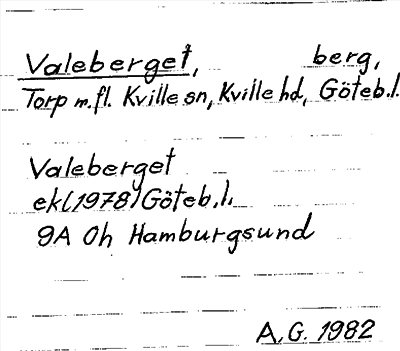 Valeberget, berg,
Torp m.fl. Kville sn, Kville hd, Göteb.l.
Valeberget
ek(1978) Göteb.l.
9A Oh Hamburgsund
A.G. 1982